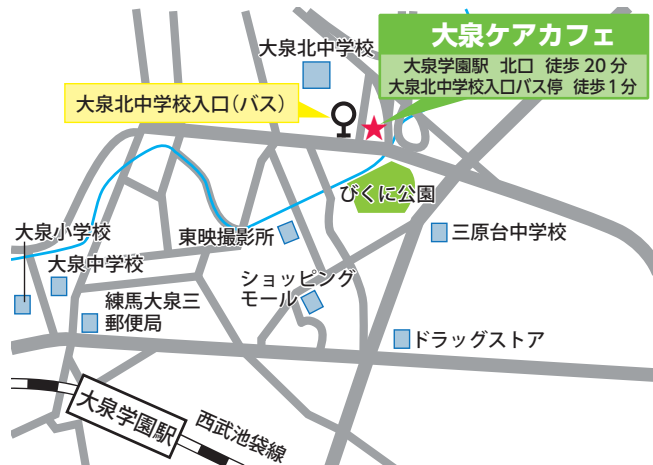 大泉ケアカフェ
大泉学園駅 北口 徒歩20分
大泉北中学校入口バス停 徒歩1分
大泉北中学校
大泉北中学校入口(バス)
びくに公園
大泉小学校
東映撮影所
三原台中学校
大泉中学校
ショッピング
モール
練馬大泉三
郵便局
ドラッグストア
大泉学園駅
西武池袋線